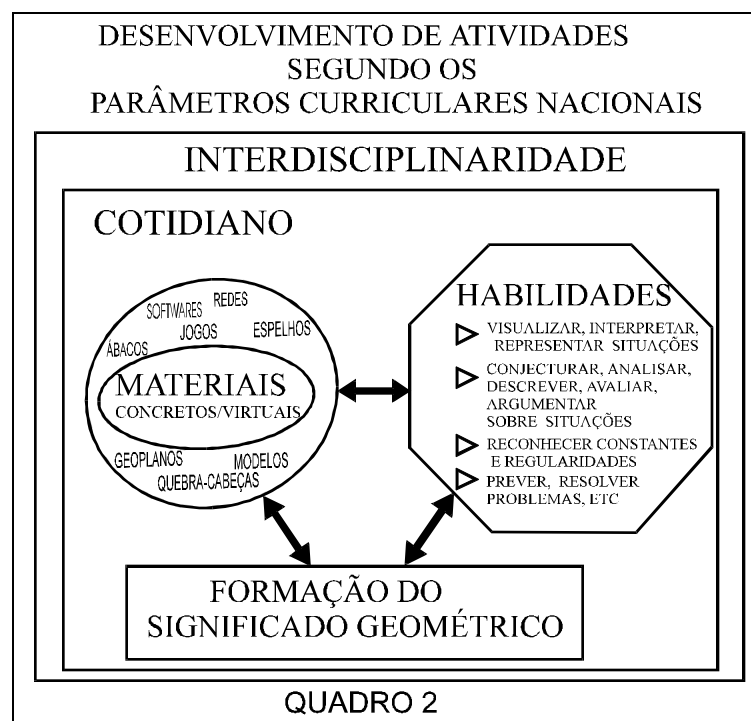 DESENVOLVIMENTO DE ATIVIDADES
SEGUNDO OS
PARÂMETROS CURRICULARES NACIONAIS
INTERDISCIPLINARIDADE
COTIDIANO
SOFTWARES
REDES
JOGOS
ESPELHOS
ÁBACOS
MATERIAIS
CONCRETOS/VIRTUAIS
GEOPLANOS
MODELOS
QUEBRA-CABEÇAS
HABILIDADES
VISUALIZAR, INTERPRETAR,
REPRESENTAR SITUAÇÕES
CONJECTURAR, ANALISAR,
DESCREVER, AVALIAR,
ARGUMENTAR
SOBRE SITUAÇÕES
RECONHECER CONSTANTES
E REGULARIDADES
PREVER, RESOLVER
PROBLEMAS, ETC
FORMAÇÃO DO
SIGNIFICADO GEOMÉTRICO
QUADRO 2